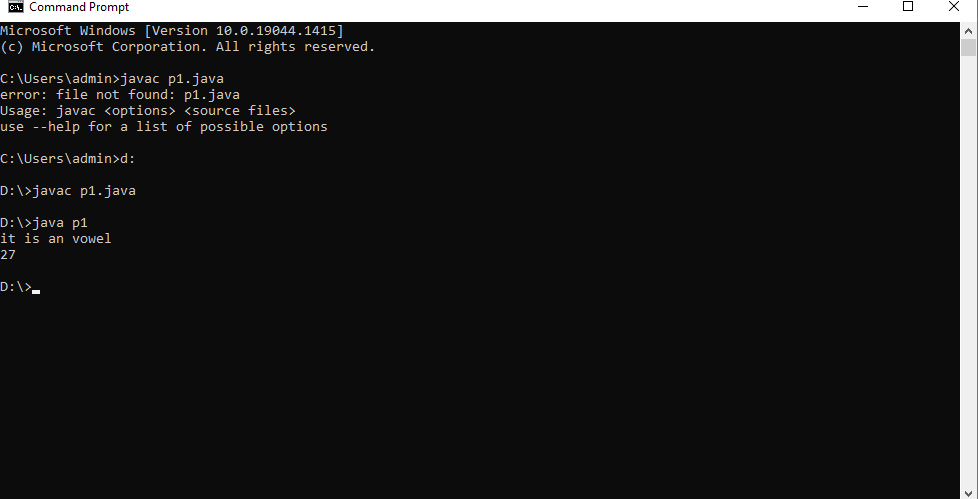 Command Prompt
Microsoft Windows [Version 10.0.19044.1415]
(c) Microsoft Corporation. All rights reserved.
C:\Users\admin>javac p1.java
error: file not found: p1.java
Usage: javac <options> <source files>
use --help for a list of possible options
C:\Users\admin>d:
D:\>javac p1.java
D:\>java p1
it is an vowel
27
D:\>